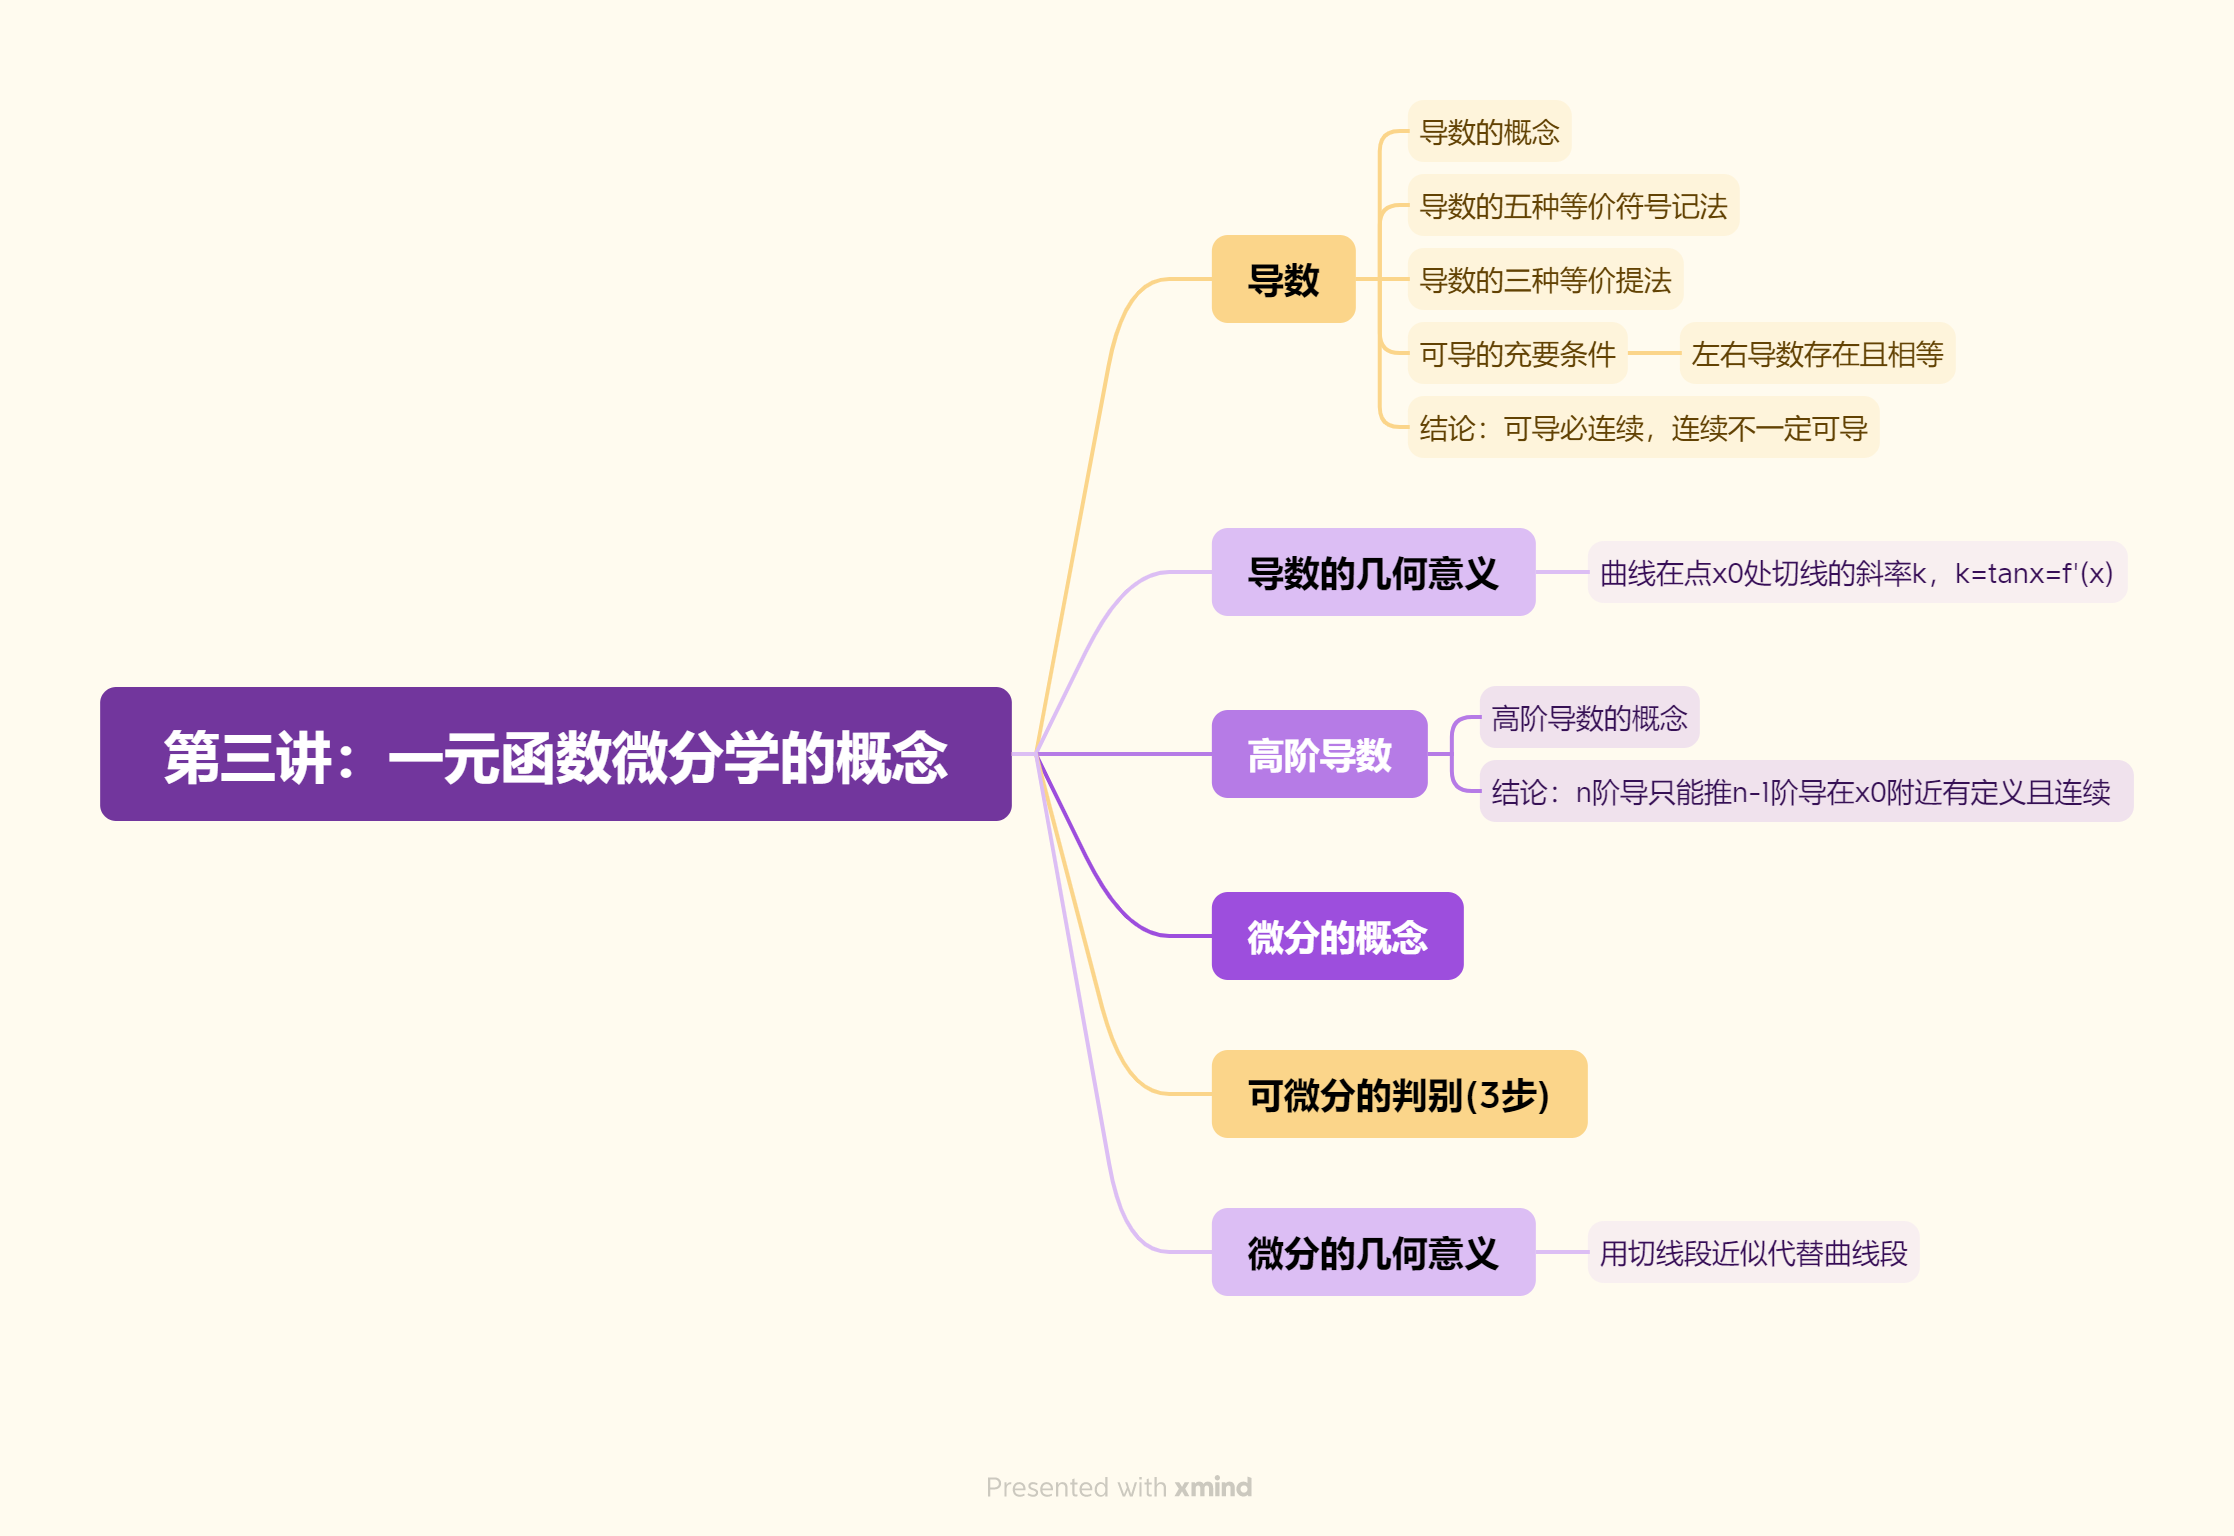 第三讲：一元函数微分学的概念
导数
导数的概念
导数的五种等价符号记法
导数的三种等价提法
可导的充要条件
左右导数存在且相等
结论：可导必连续，连续不一定可导
导数的几何意义
曲线在点x0处切线的斜率k，k=tanx=f'(x)
高阶导数
高阶导数的概念
结论：n阶导只能推n-1阶导在x0附近有定义且连续
微分的概念
可微分的判别(3步)
微分的几何意义
用切线段近似代替曲线段
Presented with xmind